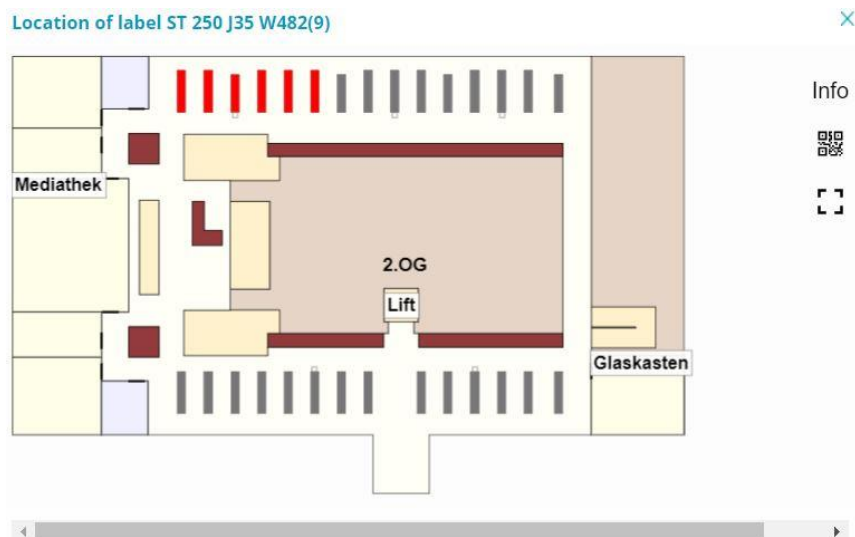 Location of label ST 250 J35 W482(9)
Info
Mediathek
2.OG
Lift
Glaskasten